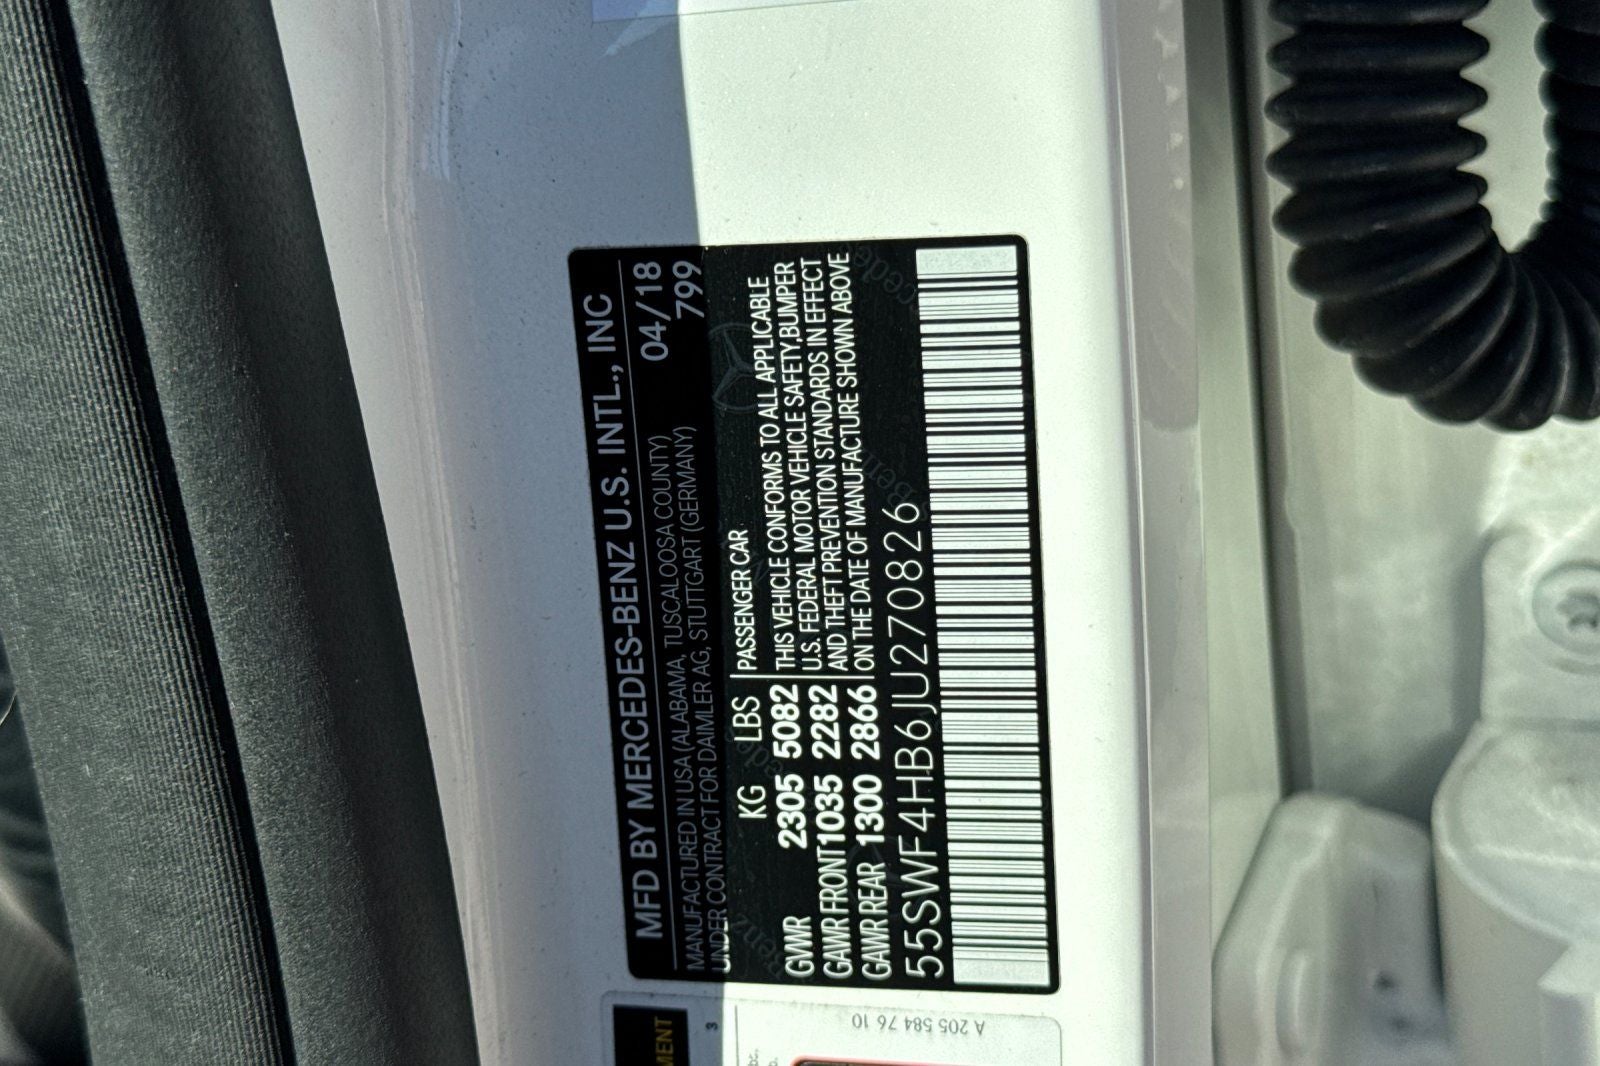 MFD BY MERCEDES-BENZ U.S. INTL., INC
MANUFACTURED IN USA (ALABAMA, TUSCALOOSA COUNTY) 04/18
UNDER CONTRACT FOR DAIMLER AG, STUTTGART (GERMANY) 799
KG LBS PASSENGER CAR
GWR 2305 5082 THIS VEHICLE CONFORMS TO ALL APPLICABLE
GAWR FRONT 1035 2282 U.S. FEDERAL MOTOR VEHICLE SAFETY,BUMPER
GAWR REAR 1300 2866 AND THEFT PREVENTION STANDARDS IN EFFECT
ON THE DATE OF MANUFACTURE SHOWN ABOVE
55SWF4HB6JU270826
A 205 584 76 10
MENT
3